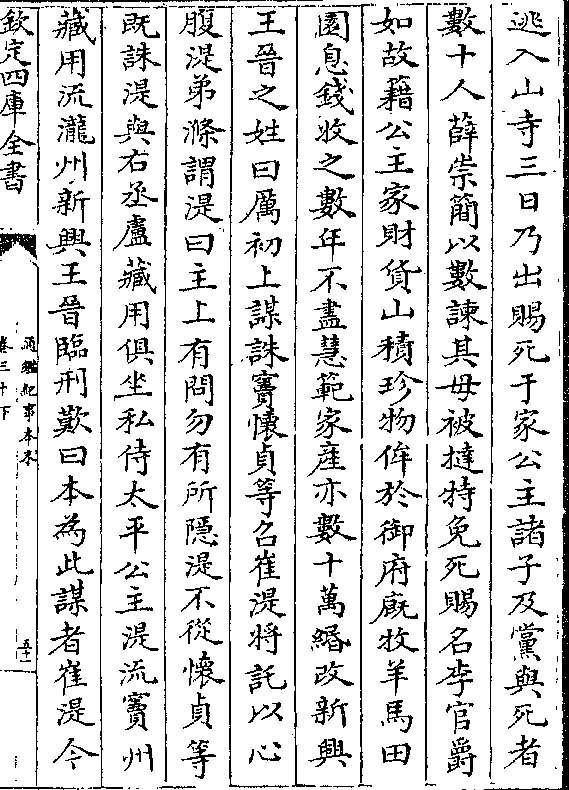 逃入山寺三日乃出賜死于家公主諸子及黨與死者
數十人薛崇簡以數諫其母被撻特免死賜名李官爵
如故籍公主家財貨山積珍物侔於御府廐牧羊馬田
園息錢收之數年不盡慧範家産亦數十萬緡改新興
王晉之姓曰厲初上謀誅竇懷貞等名崔湜將託以心
腹湜弟滌謂湜曰主上有問勿有所隠湜不從懷貞等
既誅湜與右丞盧藏用俱坐私侍太平公主湜流竇州
藏用流瀧州新興王晉臨刑歎曰本為此謀者崔湜今
欽定四庫全書
通鑑紀事本末
卷三十下
五十一